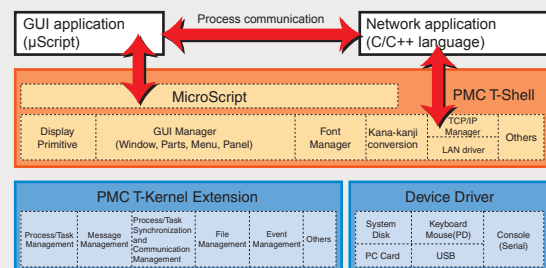 GUI application
(μScript)
Process communication
Network application
(C/C++ language)
MicroScript
PMC T-Shell
Display
Primitive
GUI Manager
(Window, Parts, Menu, Panel)
Font
Manager
Kana-kanji
conversion
TCP/IP
Manager
LAN driver
Others
PMC T-Kernel Extension
Process/Task
Management
Message
Management
Process/Task
Synchronization
and
Communication
Management
File
Management
Event
Management
Others
Device Driver
System
Disk
Keyboard
Mouse(PD)
Console
(Serial)
PC Card
USB